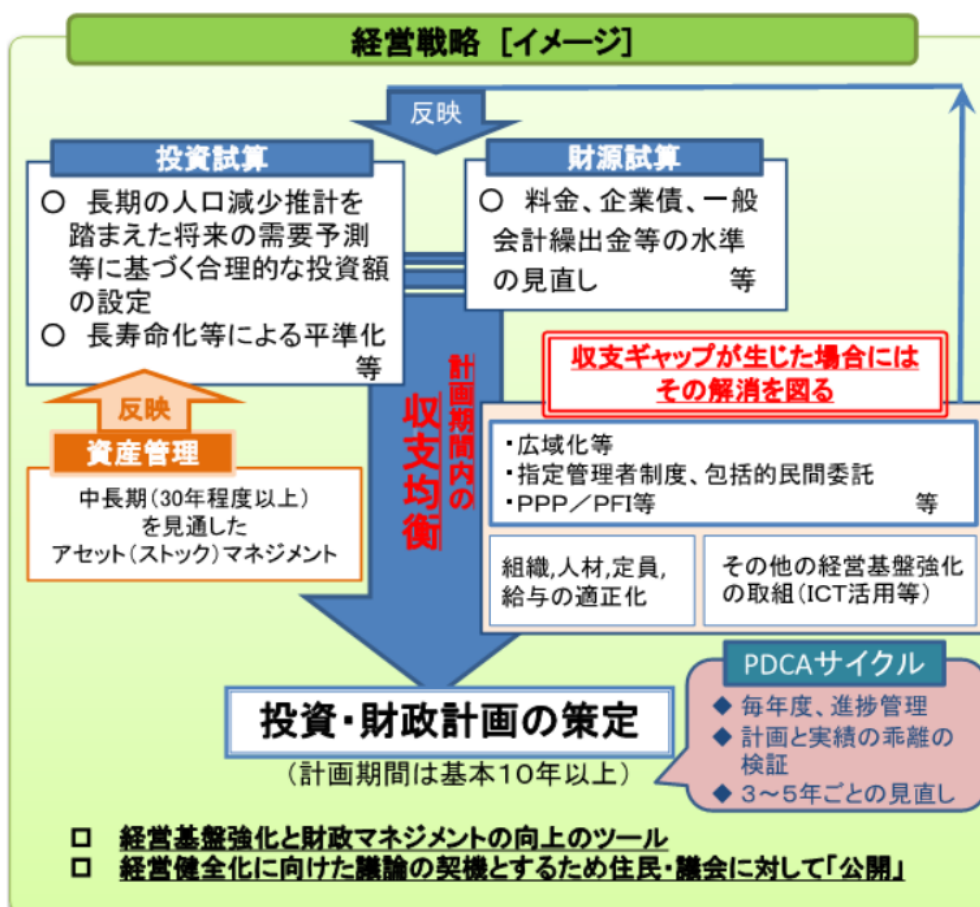 経営戦略 [イメージ]
反映
投資試算
○ 長期の人口減少推計を
踏まえた将来の需要予測
等に基づく合理的な投資額
の設定
○ 長寿命化等による平準化
等
財源試算
○ 料金、企業債、一般
会計繰出金等の水準
の見直し 等
反映
資産管理
中長期(30年程度以上)
を見通した
アセット(ストック)マネジメント
計画期間内の
収支均衡
収支ギャップが生じた場合には
その解消を図る
・広域化等
・指定管理者制度、包括的民間委託
・PPP/PFI等 等
組織,人材,定員,
給与の適正化
その他の経営基盤強化
の取組(ICT活用等)
投資・財政計画の策定
(計画期間は基本10年以上)
PDCAサイクル
◆ 毎年度、進捗管理
◆ 計画と実績の乖離の
検証
◆ 3~5年ごとの見直し
□ 経営基盤強化と財政マネジメントの向上のツール
□ 経営健全化に向けた議論の契機とするため住民・議会に対して「公開」